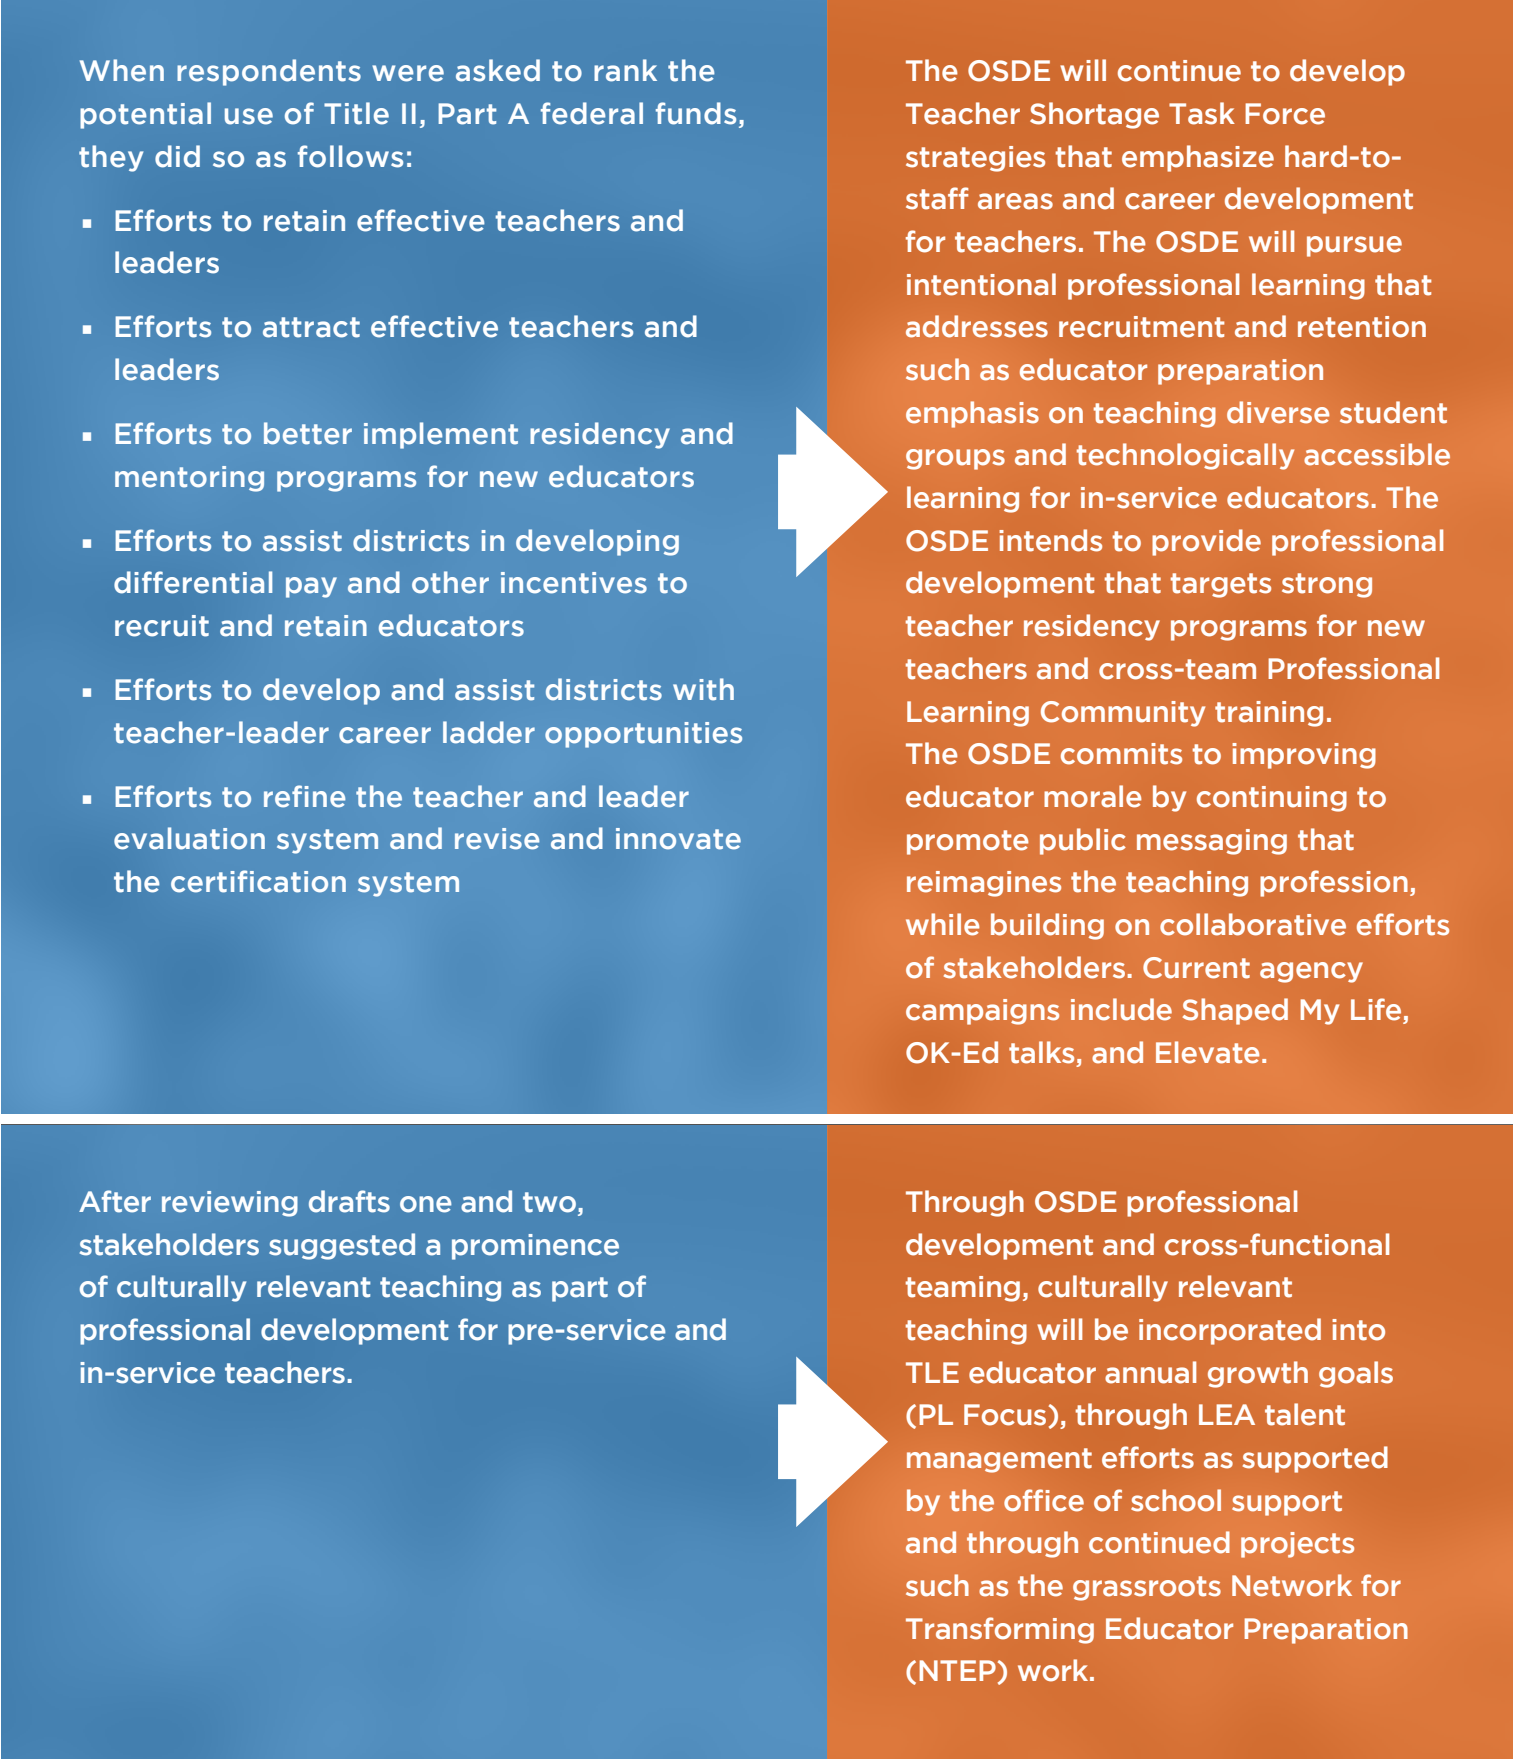 When respondents were asked to rank the
potential use of Title II, Part A federal funds,
they did so as follows:
▪ Efforts to retain effective teachers and
leaders
▪ Efforts to attract effective teachers and
leaders
▪ Efforts to better implement residency and
mentoring programs for new educators
▪ Efforts to assist districts in developing
differential pay and other incentives to
recruit and retain educators
▪ Efforts to develop and assist districts with
teacher-leader career ladder opportunities
▪ Efforts to refine the teacher and leader
evaluation system and revise and innovate
the certification system
The OSDE will continue to develop
Teacher Shortage Task Force
strategies that emphasize hard-to-
staff areas and career development
for teachers. The OSDE will pursue
intentional professional learning that
addresses recruitment and retention
such as educator preparation
emphasis on teaching diverse student
groups and technologically accessible
learning for in-service educators. The
OSDE intends to provide professional
development that targets strong
teacher residency programs for new
teachers and cross-team Professional
Learning Community training.
The OSDE commits to improving
educator morale by continuing to
promote public messaging that
reimagines the teaching profession,
while building on collaborative efforts
of stakeholders. Current agency
campaigns include Shaped My Life,
OK-Ed talks, and Elevate.
After reviewing drafts one and two,
stakeholders suggested a prominence
of culturally relevant teaching as part of
professional development for pre-service and
in-service teachers.
Through OSDE professional
development and cross-functional
teaming, culturally relevant
teaching will be incorporated into
TLE educator annual growth goals
(PL Focus), through LEA talent
management efforts as supported
by the office of school support
and through continued projects
such as the grassroots Network for
Transforming Educator Preparation
(NTEP) work.